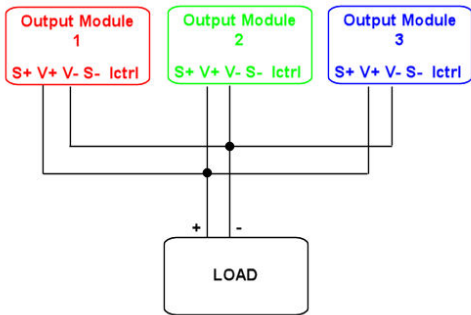 Output Module
1
S+ V+ V- S- Ictrl
Output Module
2
S+ V+ V- S- Ictrl
Output Module
3
S+ V+ V- S- Ictrl
+ -
LOAD